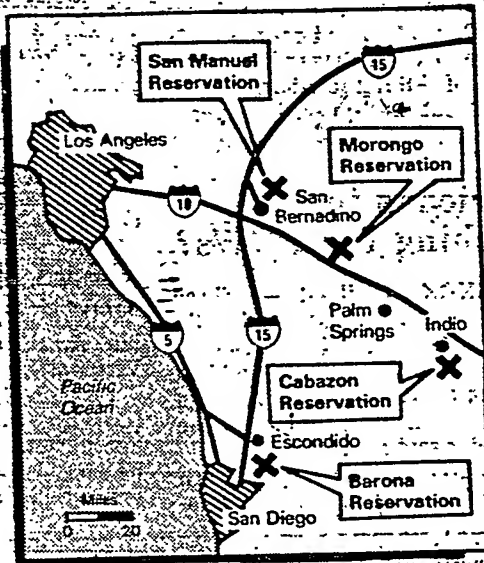 San Manuel
Reservation
15
Los Angeles
Morongo
Reservation
10
San
Bernadino
Palm
Springs
Indio
5
15
Pacific
Ocean
Cabazon
Reservation
Escondido
Miles
0 20
San Diego
Barona
Reservation